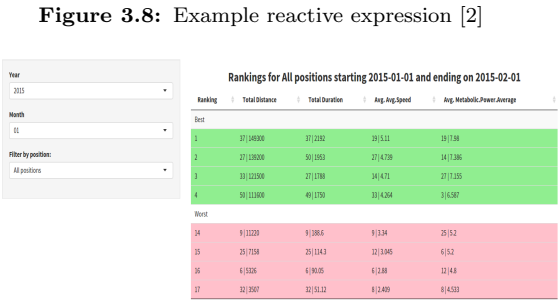 Figure 3.8: Example reactive expression [2]
Year
2015
Month
01
Filter by position:
All positions
Rankings for All positions starting 2015-01-01 and ending on 2015-02-01
Ranking Total Distance Total Duration Avg. Avg.Speed Avg. Metabolic.Power.Average
Best
1 37|149300 37|2192 19|5.11 19|7.98
2 27|139200 50|1953 27|4.739 14|7.386
3 33|121500 27|1788 14|4.71 27|7.155
4 50|111600 49|1750 33|4.264 3|6.587
Worst
14 9|11220 9|188.6 9|3.34 25|5.2
15 25|7158 25|114.3 12|3.045 6|5.2
16 6|5326 6|90.05 6|2.88 12|4.8
17 32|3507 32|51.12 8|2.409 8|4.533